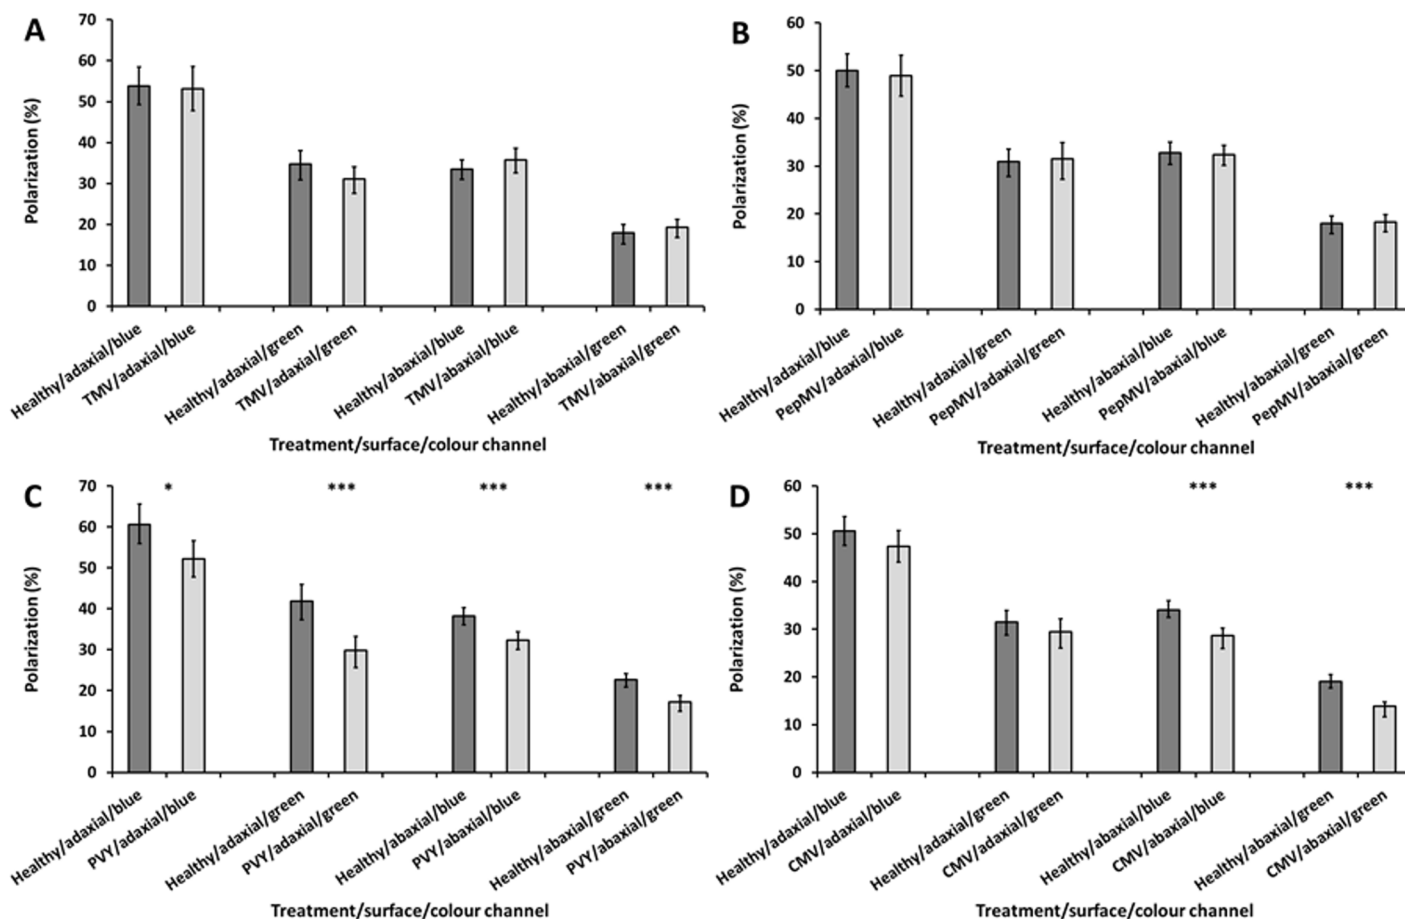 A
Polarization (%)
70
60
50
40
30
20
10
0
Healthy/adaxial/blue
TMV/adaxial/blue
Healthy/adaxial/green
TMV/adaxial/green
Healthy/abaxial/blue
TMV/abaxial/blue
Healthy/abaxial/green
TMV/abaxial/green
Treatment/surface/colour channel
B
Polarization (%)
60
50
40
30
20
10
0
Healthy/adaxial/blue
PepMV/adaxial/blue
Healthy/adaxial/green
PepMV/adaxial/green
Healthy/abaxial/blue
PepMV/abaxial/blue
Healthy/abaxial/green
PepMV/abaxial/green
Treatment/surface/colour channel
C
Polarization (%)
70
60
50
40
30
20
10
0
*
***
***
***
Healthy/adaxial/blue
PVY/adaxial/blue
Healthy/adaxial/green
PVY/adaxial/green
Healthy/abaxial/blue
PVY/abaxial/blue
Healthy/abaxial/green
PVY/abaxial/green
Treatment/surface/colour channel
D
Polarization (%)
60
50
40
30
20
10
0
***
***
Healthy/adaxial/blue
CMV/adaxial/blue
Healthy/adaxial/green
CMV/adaxial/green
Healthy/abaxial/blue
CMV/abaxial/blue
Healthy/abaxial/green
CMV/abaxial/green
Treatment/surface/colour channel